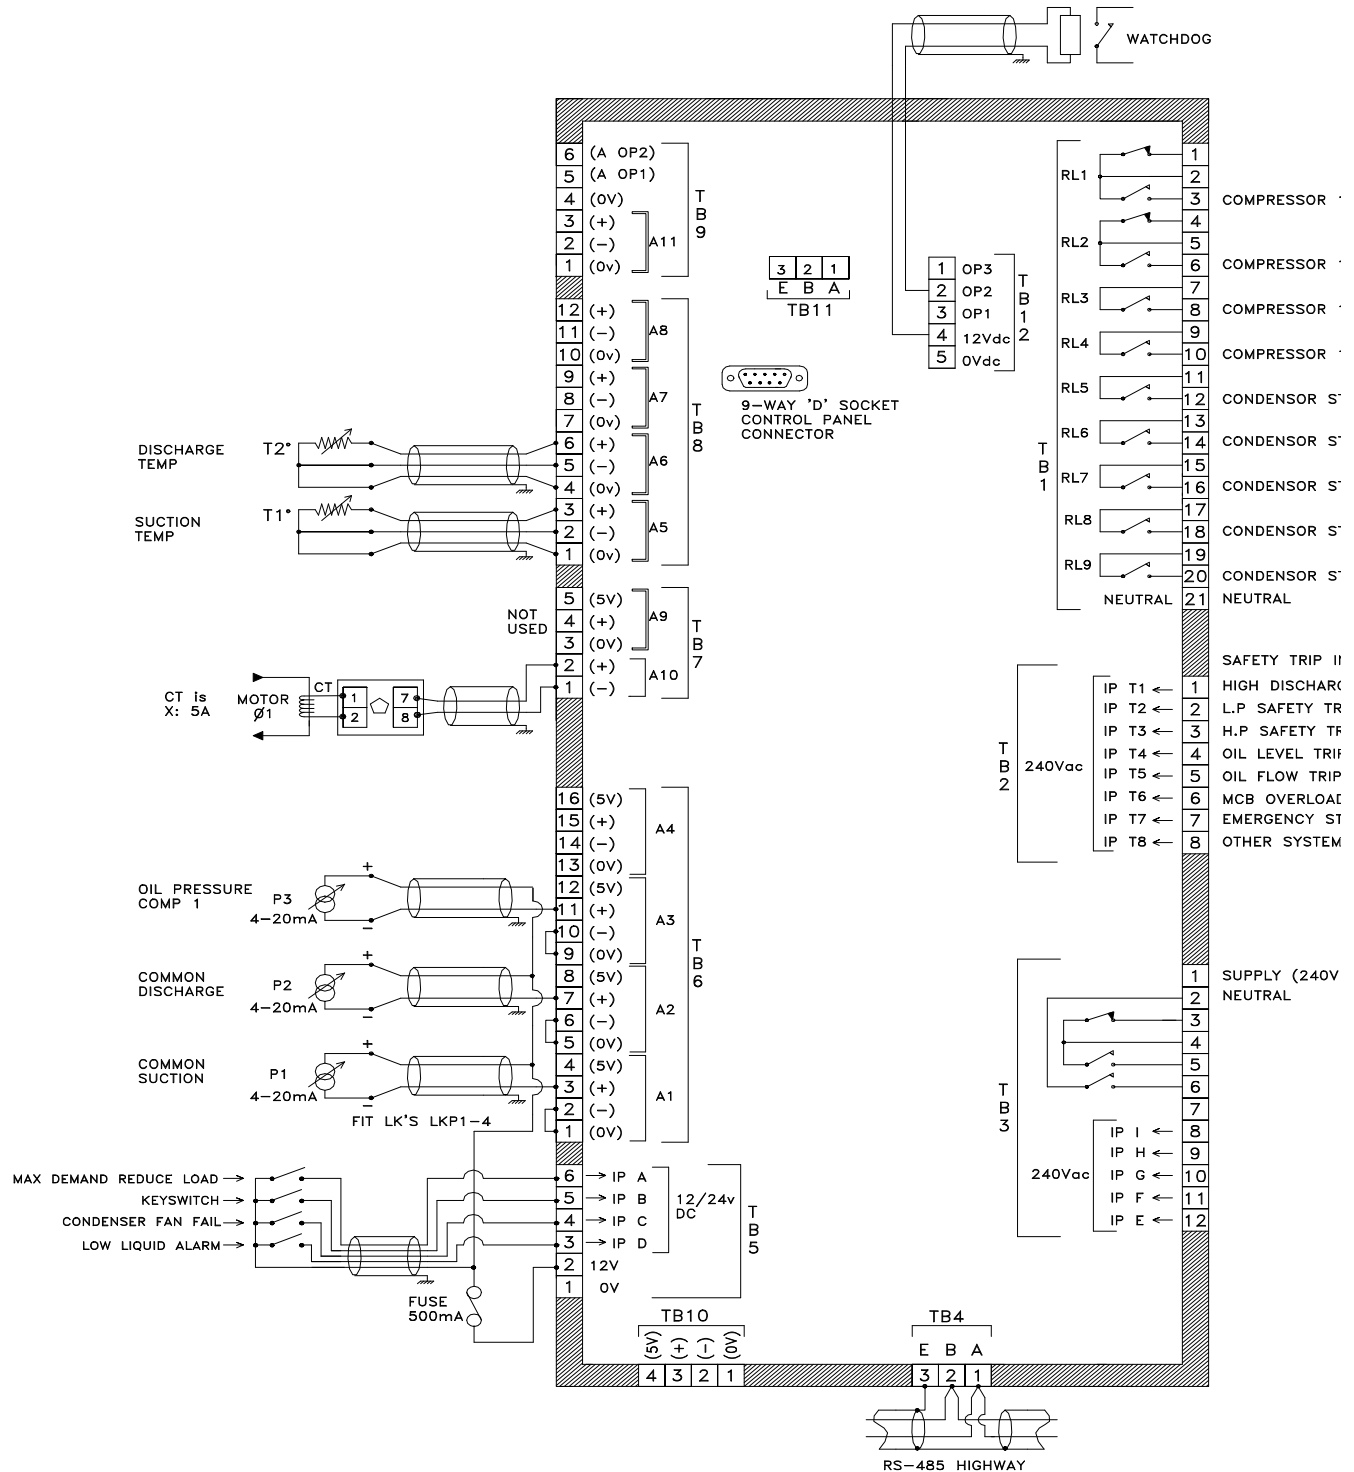 WATCHDOG
6 (A OP2)
5 (A OP1)
4 (0V)
3 (+)
2 (−)
1 (0v)
A11
TB9
12 (+)
11 (−)
10 (0v)
A8
9 (+)
8 (−)
7 (0v)
A7
6 (+)
5 (−)
4 (0v)
A6
3 (+)
2 (−)
1 (0v)
A5
TB8
DISCHARGE
TEMP
T2°
SUCTION
TEMP
T1°
NOT
USED
5 (5V)
4 (+)
3 (0V)
A9
2 (+)
1 (−)
A10
TB7
CT is
X: 5A
MOTOR
Ø1
CT
1
2
7
8
16 (5V)
15 (+)
14 (−)
13 (0V)
A4
12 (5V)
11 (+)
10 (−)
9 (0V)
A3
8 (5V)
7 (+)
6 (−)
5 (0V)
A2
4 (5V)
3 (+)
2 (−)
1 (0V)
A1
TB6
OIL PRESSURE
COMP 1
P3
4−20mA
+
−
COMMON
DISCHARGE
P2
4−20mA
+
−
COMMON
SUCTION
P1
4−20mA
+
−
FIT LK'S LKP1−4
MAX DEMAND REDUCE LOAD
KEYSWITCH
CONDENSER FAN FAIL
LOW LIQUID ALARM
6 IP A
5 IP B
4 IP C
3 IP D
2 12V
1 0V
12/24v
DC
TB5
FUSE
500mA
TB10
(5V) (+) (−) (0V)
4 3 2 1
TB4
E B A
3 2 1
RS−485 HIGHWAY
3 2 1
E B A
TB11
9−WAY 'D' SOCKET
CONTROL PANEL
CONNECTOR
1 OP3
2 OP2
3 OP1
4 12Vdc
5 0Vdc
TB12
TB1
RL1
1
2
3 COMPRESSOR
RL2
4
5
6 COMPRESSOR
RL3
7
8 COMPRESSOR
RL4
9
10 COMPRESSOR
RL5
11
12 CONDENSOR ST
RL6
13
14 CONDENSOR ST
RL7
15
16 CONDENSOR ST
RL8
17
18 CONDENSOR ST
RL9
19
20 CONDENSOR ST
NEUTRAL 21 NEUTRAL
SAFETY TRIP
TB2
240Vac
IP T1 1 HIGH DISCHARG
IP T2 2 L.P SAFETY TR
IP T3 3 H.P SAFETY TR
IP T4 4 OIL LEVEL TRI
IP T5 5 OIL FLOW TRIP
IP T6 6 MCB OVERLOAD
IP T7 7 EMERGENCY ST
IP T8 8 OTHER SYSTEM
TB3
1 SUPPLY (240V
2 NEUTRAL
3
4
5
6
7
240Vac
IP I 8
IP H 9
IP G 10
IP F 11
IP E 12